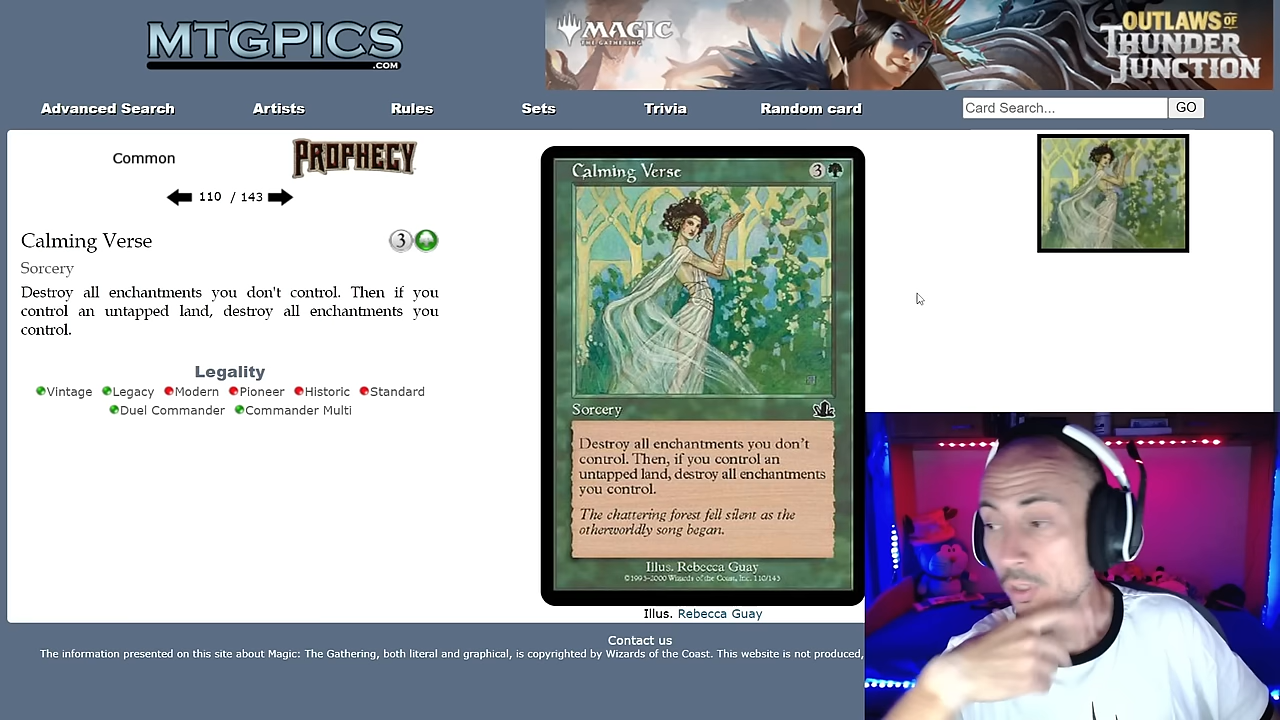 MTGPICS
.COM
MAGIC
THE GATHERING
OUTLAWS OF
THUNDER
JUNCTION
Advanced Search
Artists
Rules
Sets
Trivia
Random card
Card Search...
GO
Common
PROPHECY
110 / 143
Calming Verse
3
Sorcery
Destroy all enchantments you don't control. Then if you
control an untapped land, destroy all enchantments you
control.
Legality
Vintage Legacy Modern Pioneer Historic Standard
Duel Commander Commander Multi
Calming Verse
3
Sorcery
Destroy all enchantments you don't
control. Then, if you control an
untapped land, destroy all enchantments
you control.
The chattering forest fell silent as the
otherworldly song began.
Illus. Rebecca Guay
©1993-2000 Wizards of the Coast, Inc. 110/143
Illus. Rebecca Guay
Contact us
The information presented on this site about Magic: The Gathering, both literal and graphical, is copyrighted by Wizards of the Coast. This website is not produced,